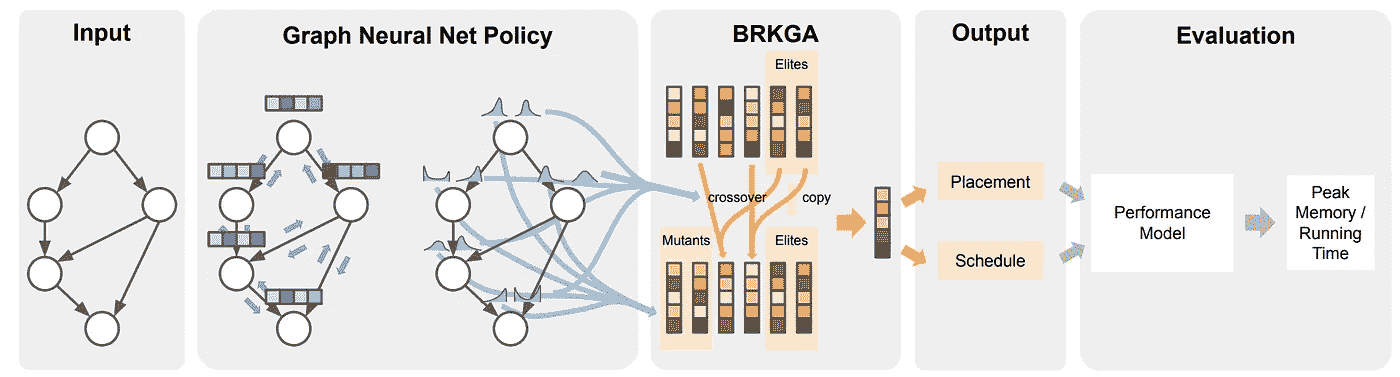 Input
Graph Neural Net Policy
BRKGA
Output
Evaluation
Elites
crossover
copy
Mutants
Elites
Placement
Schedule
Performance
Model
Peak
Memory /
Running
Time